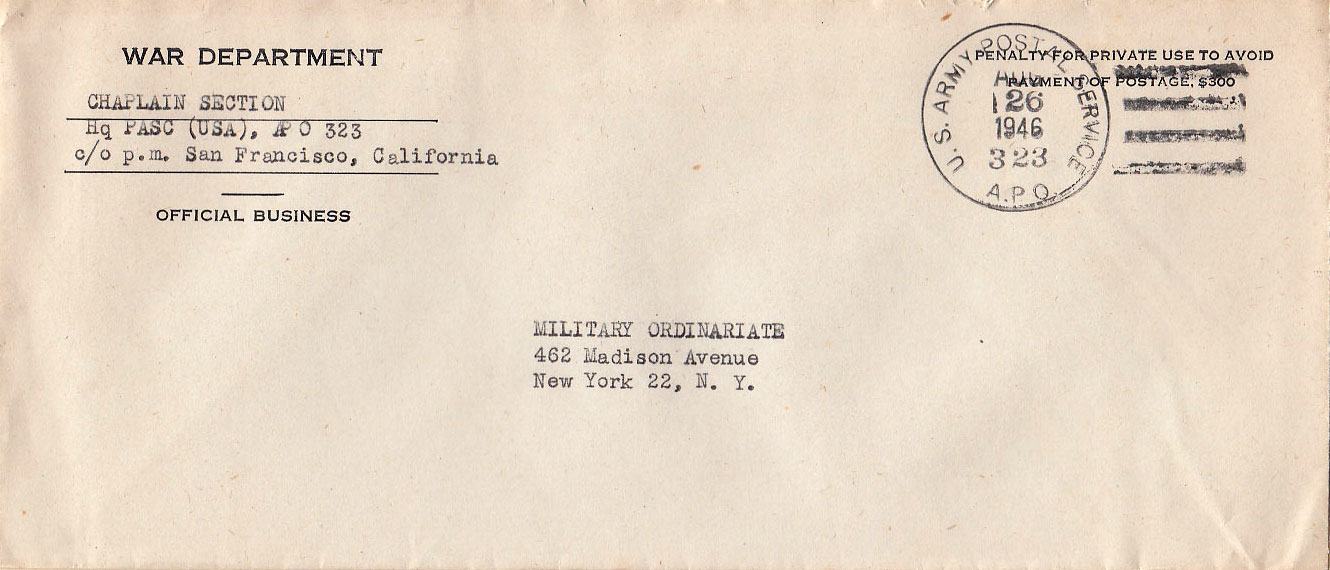 WAR DEPARTMENT
CHAPLAIN SECTION
Hq PASC (USA), APO 323
c/o p.m. San Francisco, California
OFFICIAL BUSINESS
PENALTY FOR PRIVATE USE TO AVOID
PAYMENT OF POSTAGE, $300
U.S. ARMY POSTAL SERVICE
AUG
26
1946
323
A.P.O.
MILITARY ORDINARIATE
462 Madison Avenue
New York 22, N. Y.